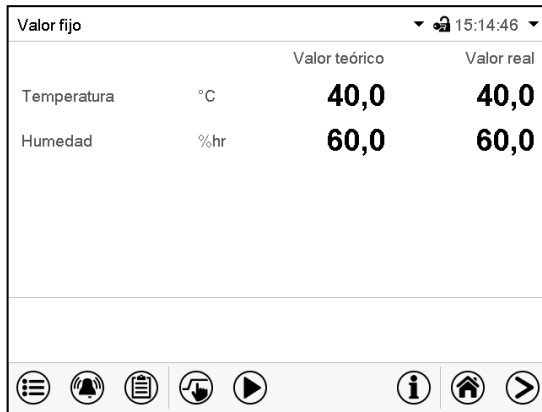 Valor fijo 15:14:46
Valor teórico Valor real
Temperatura °C 40,0 40,0
Humedad %hr 60,0 60,0